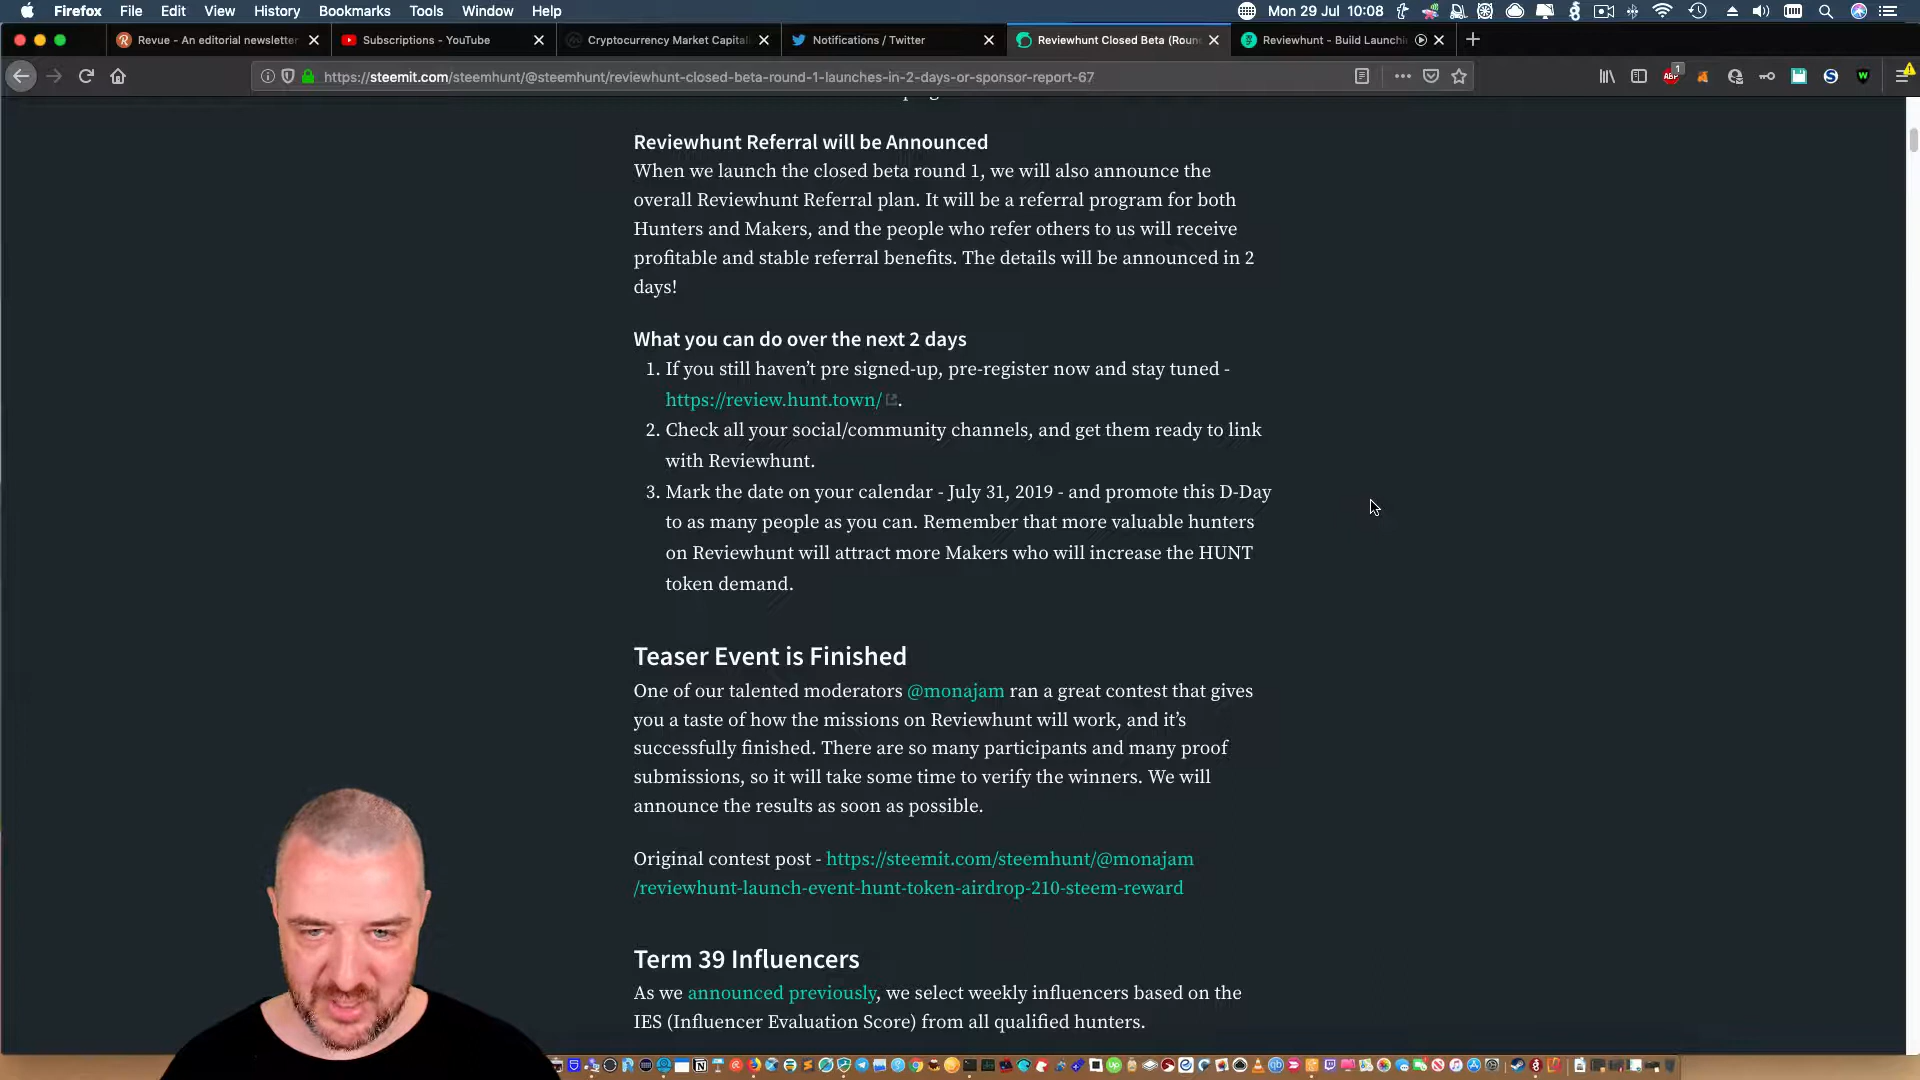 Firefox File Edit View History Bookmarks Tools Window Help Mon 29 Jul 10:08
Revue - An editorial newsletter
Subscriptions - YouTube
Cryptocurrency Market Capital
Notifications / Twitter
Reviewhunt Closed Beta (Roun
Reviewhunt - Build Launchi
https://steemit.com/steemhunt/@steemhunt/reviewhunt-closed-beta-round-1-launches-in-2-days-or-sponsor-report-67
Reviewhunt Referral will be Announced
When we launch the closed beta round 1, we will also announce the
overall Reviewhunt Referral plan. It will be a referral program for both
Hunters and Makers, and the people who refer others to us will receive
profitable and stable referral benefits. The details will be announced in 2
days!
What you can do over the next 2 days
1. If you still haven’t pre signed-up, pre-register now and stay tuned -
https://review.hunt.town/ .
2. Check all your social/community channels, and get them ready to link
with Reviewhunt.
3. Mark the date on your calendar - July 31, 2019 - and promote this D-Day
to as many people as you can. Remember that more valuable hunters
on Reviewhunt will attract more Makers who will increase the HUNT
token demand.
Teaser Event is Finished
One of our talented moderators @monajam ran a great contest that gives
you a taste of how the missions on Reviewhunt will work, and it’s
successfully finished. There are so many participants and many proof
submissions, so it will take some time to verify the winners. We will
announce the results as soon as possible.
Original contest post - https://steemit.com/steemhunt/@monajam
/reviewhunt-launch-event-hunt-token-airdrop-210-steem-reward
Term 39 Influencers
As we announced previously, we select weekly influencers based on the
IES (Influencer Evaluation Score) from all qualified hunters.